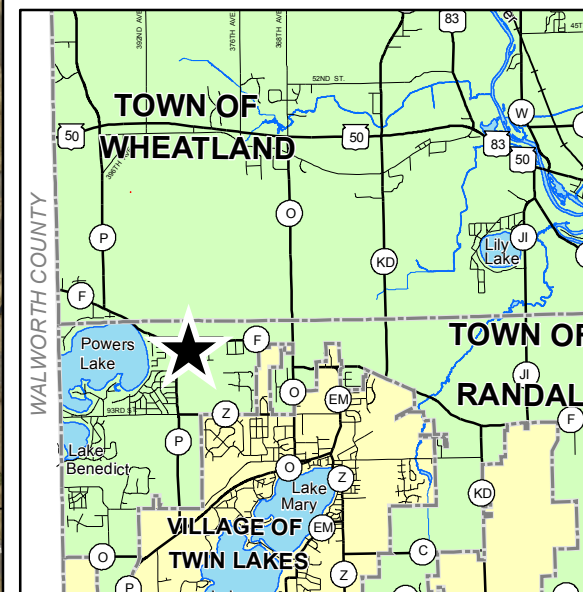 83
45T
392ND AVE
376TH AVE
368TH AVE
52ND ST.
TOWN OF
WHEATLAND
50
50
W
83
50
396TH
O
P
KD
Lily
Lake
JI
WALWORTH COUNTY
F
Powers
Lake
F
TOWN OF
RANDAL
JI
O
EM
93RD ST
Z
F
P
Lake
Benedict
O
Z
KD
Lake
Mary
VILLAGE OF
TWIN LAKES
EM
C
O
P
Z